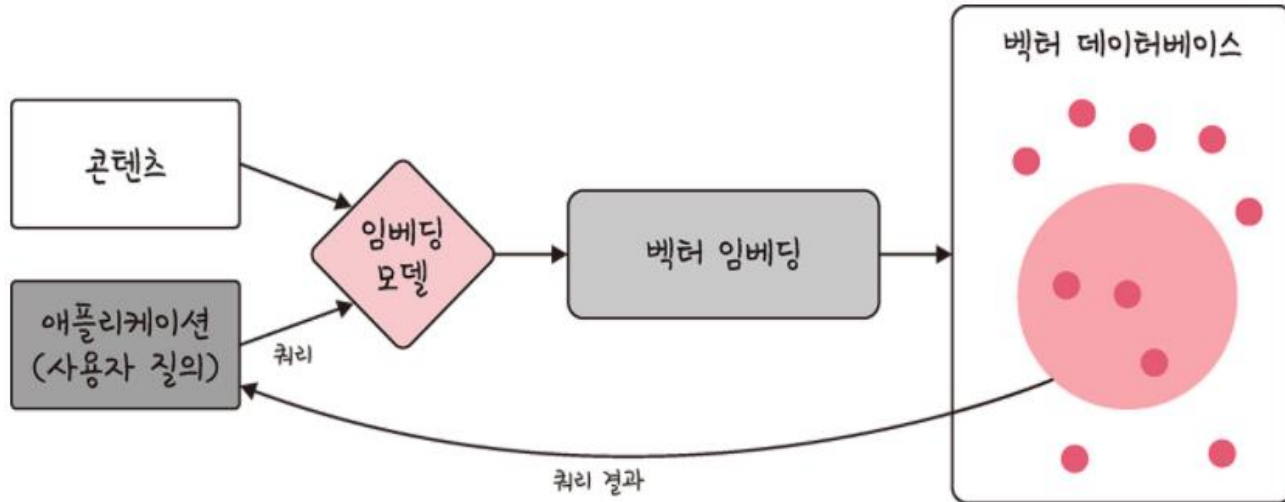 벡터 데이터베이스
콘텐츠
임베딩
모델
벡터 임베딩
애플리케이션
(사용자 질의)
쿼리
쿼리 결과